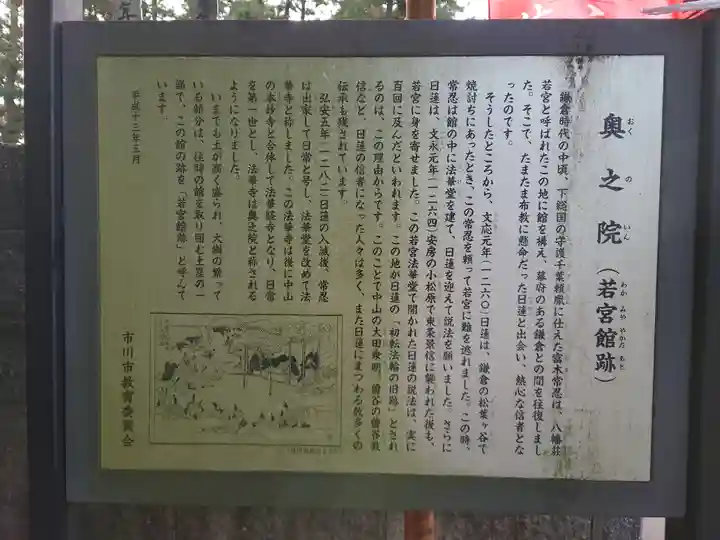 奥之院(若宮館跡)
おくのいん
わかみややかたあと
鎌倉時代の中頃、下総国の守護千葉頼胤に仕えた富木常忍は、八幡荘
若宮と呼ばれたこの地に館を構え、幕府のある鎌倉との間を往復しまし
た。そこで、たまたま布教に懸命だった日蓮と出会い、熱心な信者とな
ったのです。
そうしたところから、文応元年(一二六〇)日蓮は、鎌倉の松葉ヶ谷で
焼討ちにあったとき、この常忍を頼って若宮に難を逃れました。この時、
常忍は館の中に法華堂を建て、日蓮を迎えて説法を願いました。さらに
日蓮は、文永元年(一二六四)安房の小松原で東条景信に襲われた後も、
若宮に身を寄せました。この若宮法華堂で開かれた日蓮の説法は、実に
百回に及んだといわれます。この地が日蓮の「初転法輪の旧跡」とされ
るのは、この理由からです。このことで中山の太田乗明、曽谷の曽谷教
信など、日蓮の信者になった人々は多く、また日蓮にまつわる数多くの
伝承も残されています。
弘安五年(一二八二)日蓮の入滅後、常忍
は出家して日常と号し、法華堂を改めて法
華寺と称しました。この法華寺は後に中山
の本妙寺と合体して法華経寺となり、日常
を第一世とし、法華寺は奥之院と称される
ようになりました。
いまでも土が高く盛られ、大樹の繁って
いる部分は、往時の館を取り囲む土塁の一
部で、この館の跡を「若宮館跡」と呼んで
います。
平成十三年三月
市川市教育委員会
年